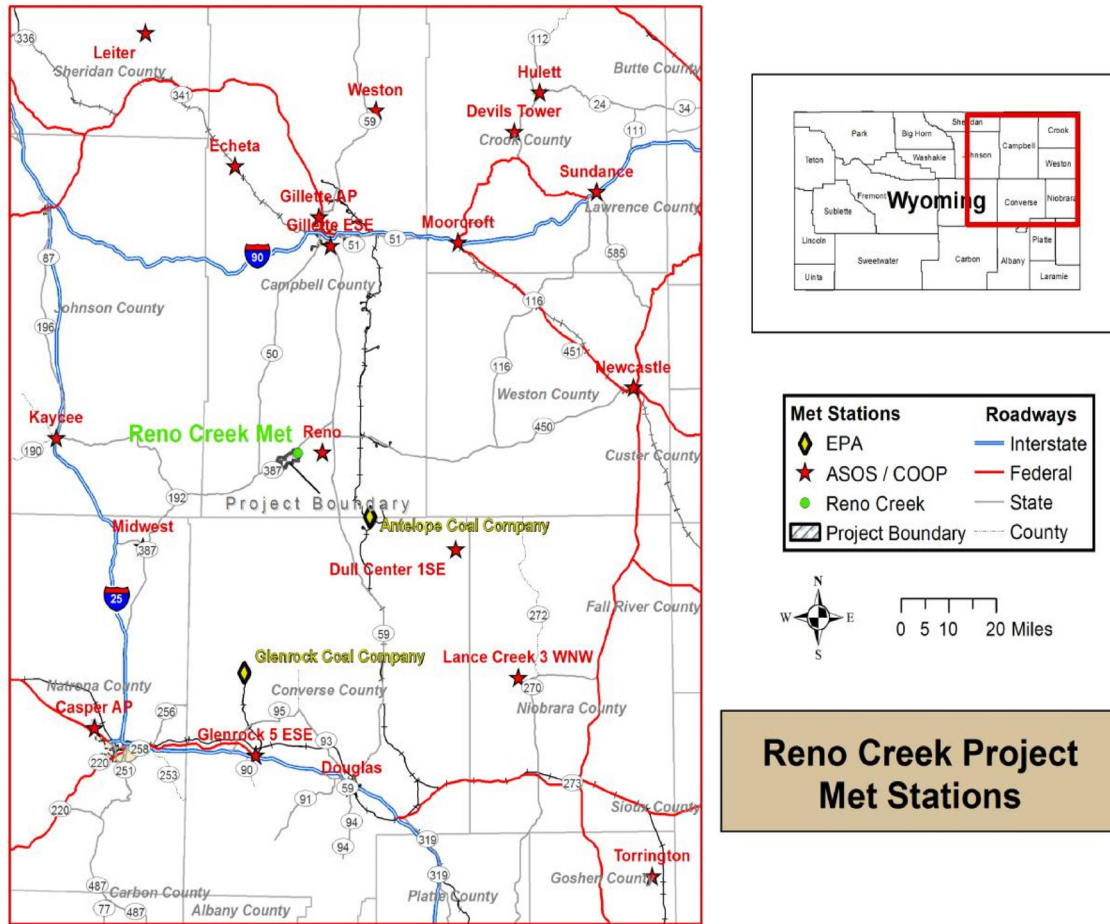 336
Leiter
Sheridan County
341
112
Butte County
Hulett
Weston
59
24
34
Devils Tower
Crook County
111
Echeta
Sundance
Gillette AP
Lawrence County
Gillette ESE
Moorcroft
51
51
87
90
585
Campbell County
Johnson County
196
116
50
451
116
Newcastle
Weston County
Kaycee
Reno Creek Met
Reno
450
190
387
Custer County
192
Project Boundary
Midwest
387
Antelope Coal Company
Dull Center 1SE
25
Fall River County
272
59
Glenrock Coal Company
Lance Creek 3 WNW
Natrona County
Converse County
270
Casper AP
256
95
Niobrara County
Glenrock 5 ESE
93
258
220
251
253
90
Douglas
59
273
91
220
94
Sioux County
94
319
319
Torrington
Goshen County
487
Carbon County
77
487
Albany County
Platte County
Sheridan
Crook
Park
Big Horn
Campbell
Johnson
Washakie
Teton
Weston
Fremont
Wyoming
Converse
Niobrara
Sublette
Platte
Lincoln
Sweetwater
Carbon
Albany
Uinta
Laramie
Met Stations
EPA
ASOS / COOP
Reno Creek
Project Boundary
Roadways
Interstate
Federal
State
County
N
W E
S
0 5 10 20 Miles
Reno Creek Project
Met Stations